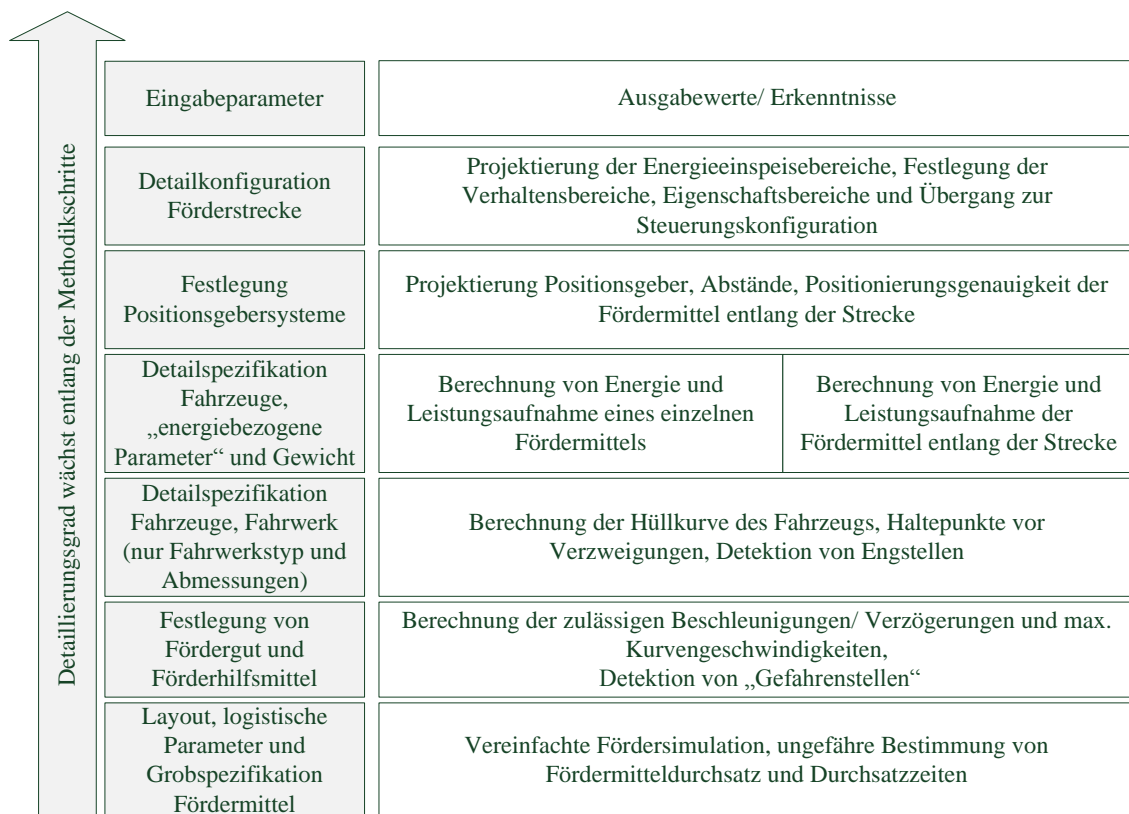 Detaillierungsgrad wächst entlang der Methodikschritte
Eingabeparameter
Ausgabewerte/ Erkenntnisse
Detailkonfiguration
Förderstrecke
Projektierung der Energieeinspeisebereiche, Festlegung der
Verhaltensbereiche, Eigenschaftsbereiche und Übergang zur
Steuerungskonfiguration
Festlegung
Positionsgebersysteme
Projektierung Positionsgeber, Abstände, Positionierungsgenauigkeit der
Fördermittel entlang der Strecke
Detailspezifikation
Fahrzeuge,
„energiebezogene
Parameter“ und Gewicht
Berechnung von Energie und
Leistungsaufnahme eines einzelnen
Fördermittels
Berechnung von Energie und
Leistungsaufnahme der
Fördermittel entlang der Strecke
Detailspezifikation
Fahrzeuge, Fahrwerk
(nur Fahrwerkstyp und
Abmessungen)
Berechnung der Hüllkurve des Fahrzeugs, Haltepunkte vor
Verzweigungen, Detektion von Engstellen
Festlegung von
Fördergut und
Förderhilfsmittel
Berechnung der zulässigen Beschleunigungen/ Verzögerungen und max.
Kurvengeschwindigkeiten,
Detektion von „Gefahrenstellen“
Layout, logistische
Parameter und
Grobspezifikation
Fördermittel
Vereinfachte Fördersimulation, ungefähre Bestimmung von
Fördermitteldurchsatz und Durchsatzzeiten